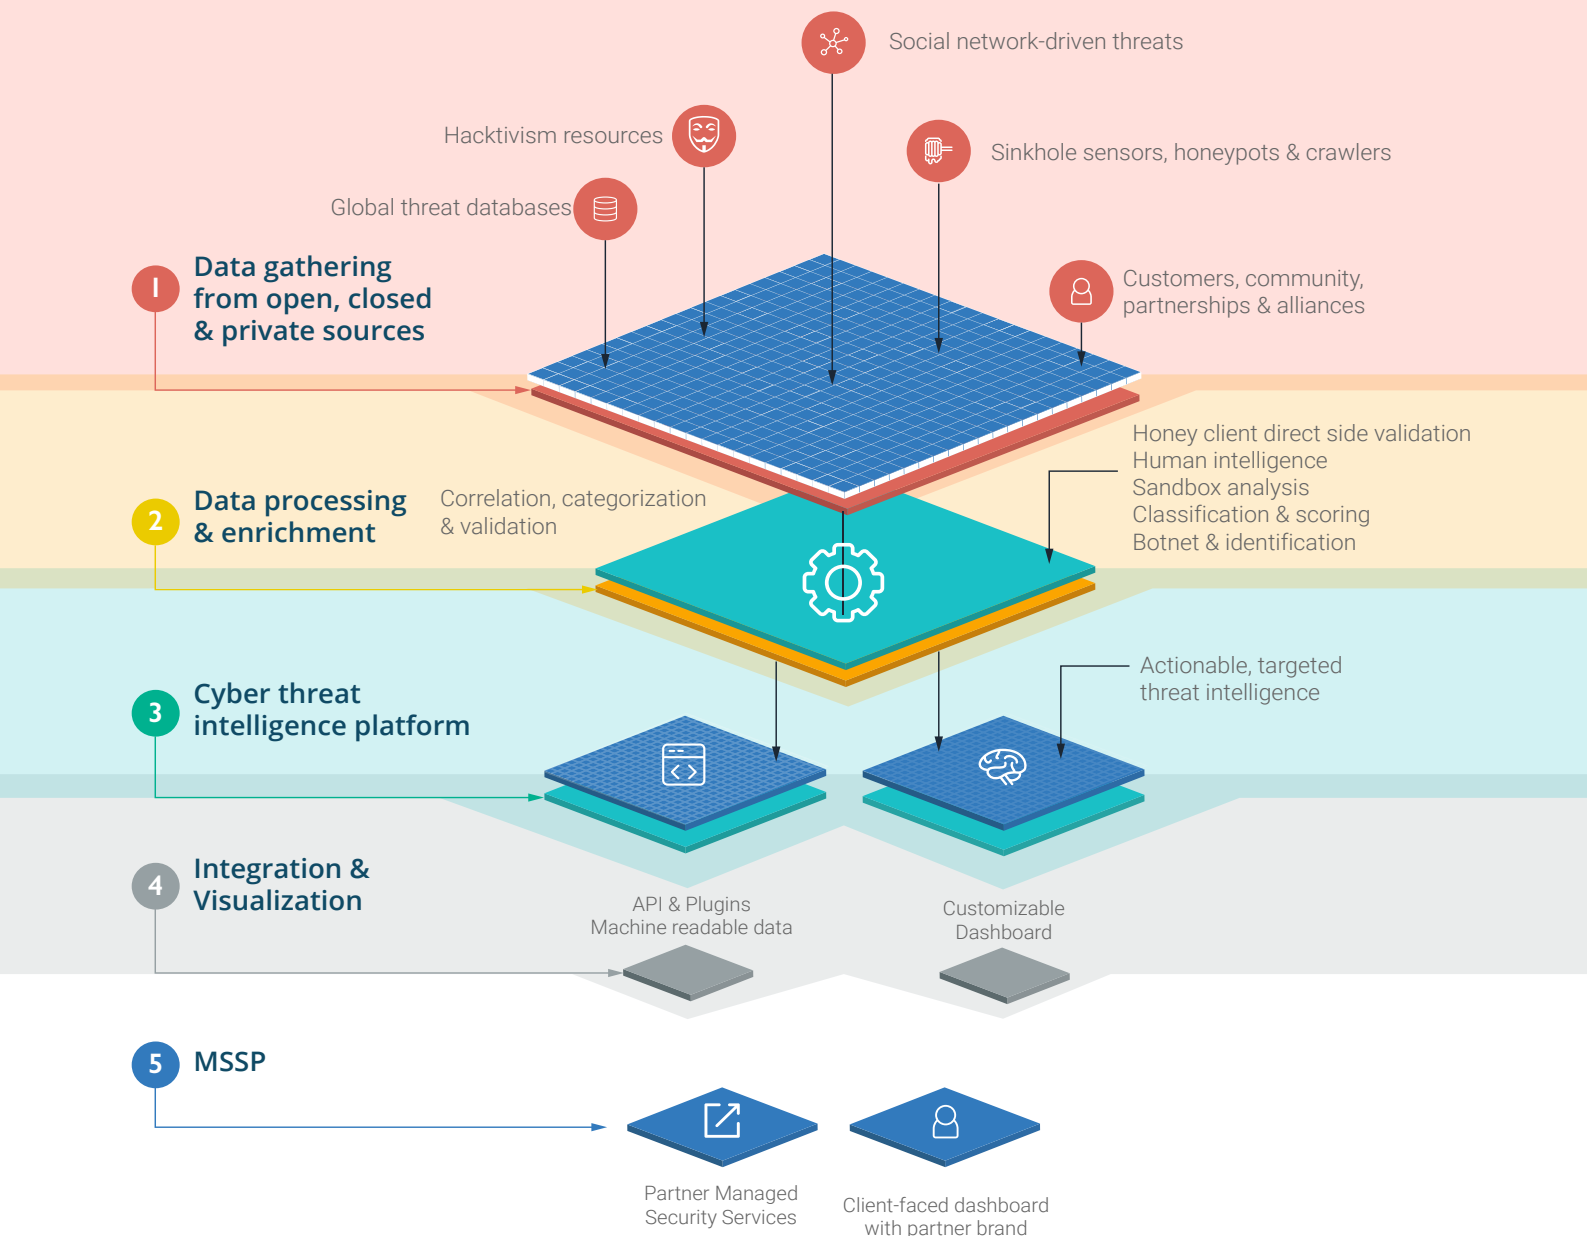 Social network-driven threats
Hacktivism resources
Sinkhole sensors, honeypots & crawlers
Global threat databases
1
Data gathering
from open, closed
& private sources
Customers, community,
partnerships & alliances
Honey client direct side validation
Human intelligence
Sandbox analysis
Classification & scoring
Botnet & identification
2
Data processing
& enrichment
Correlation, categorization
& validation
3
Cyber threat
intelligence platform
Actionable, targeted
threat intelligence
4
Integration &
Visualization
API & Plugins
Machine readable data
Customizable
Dashboard
5
MSSP
Partner Managed
Security Services
Client-faced dashboard
with partner brand